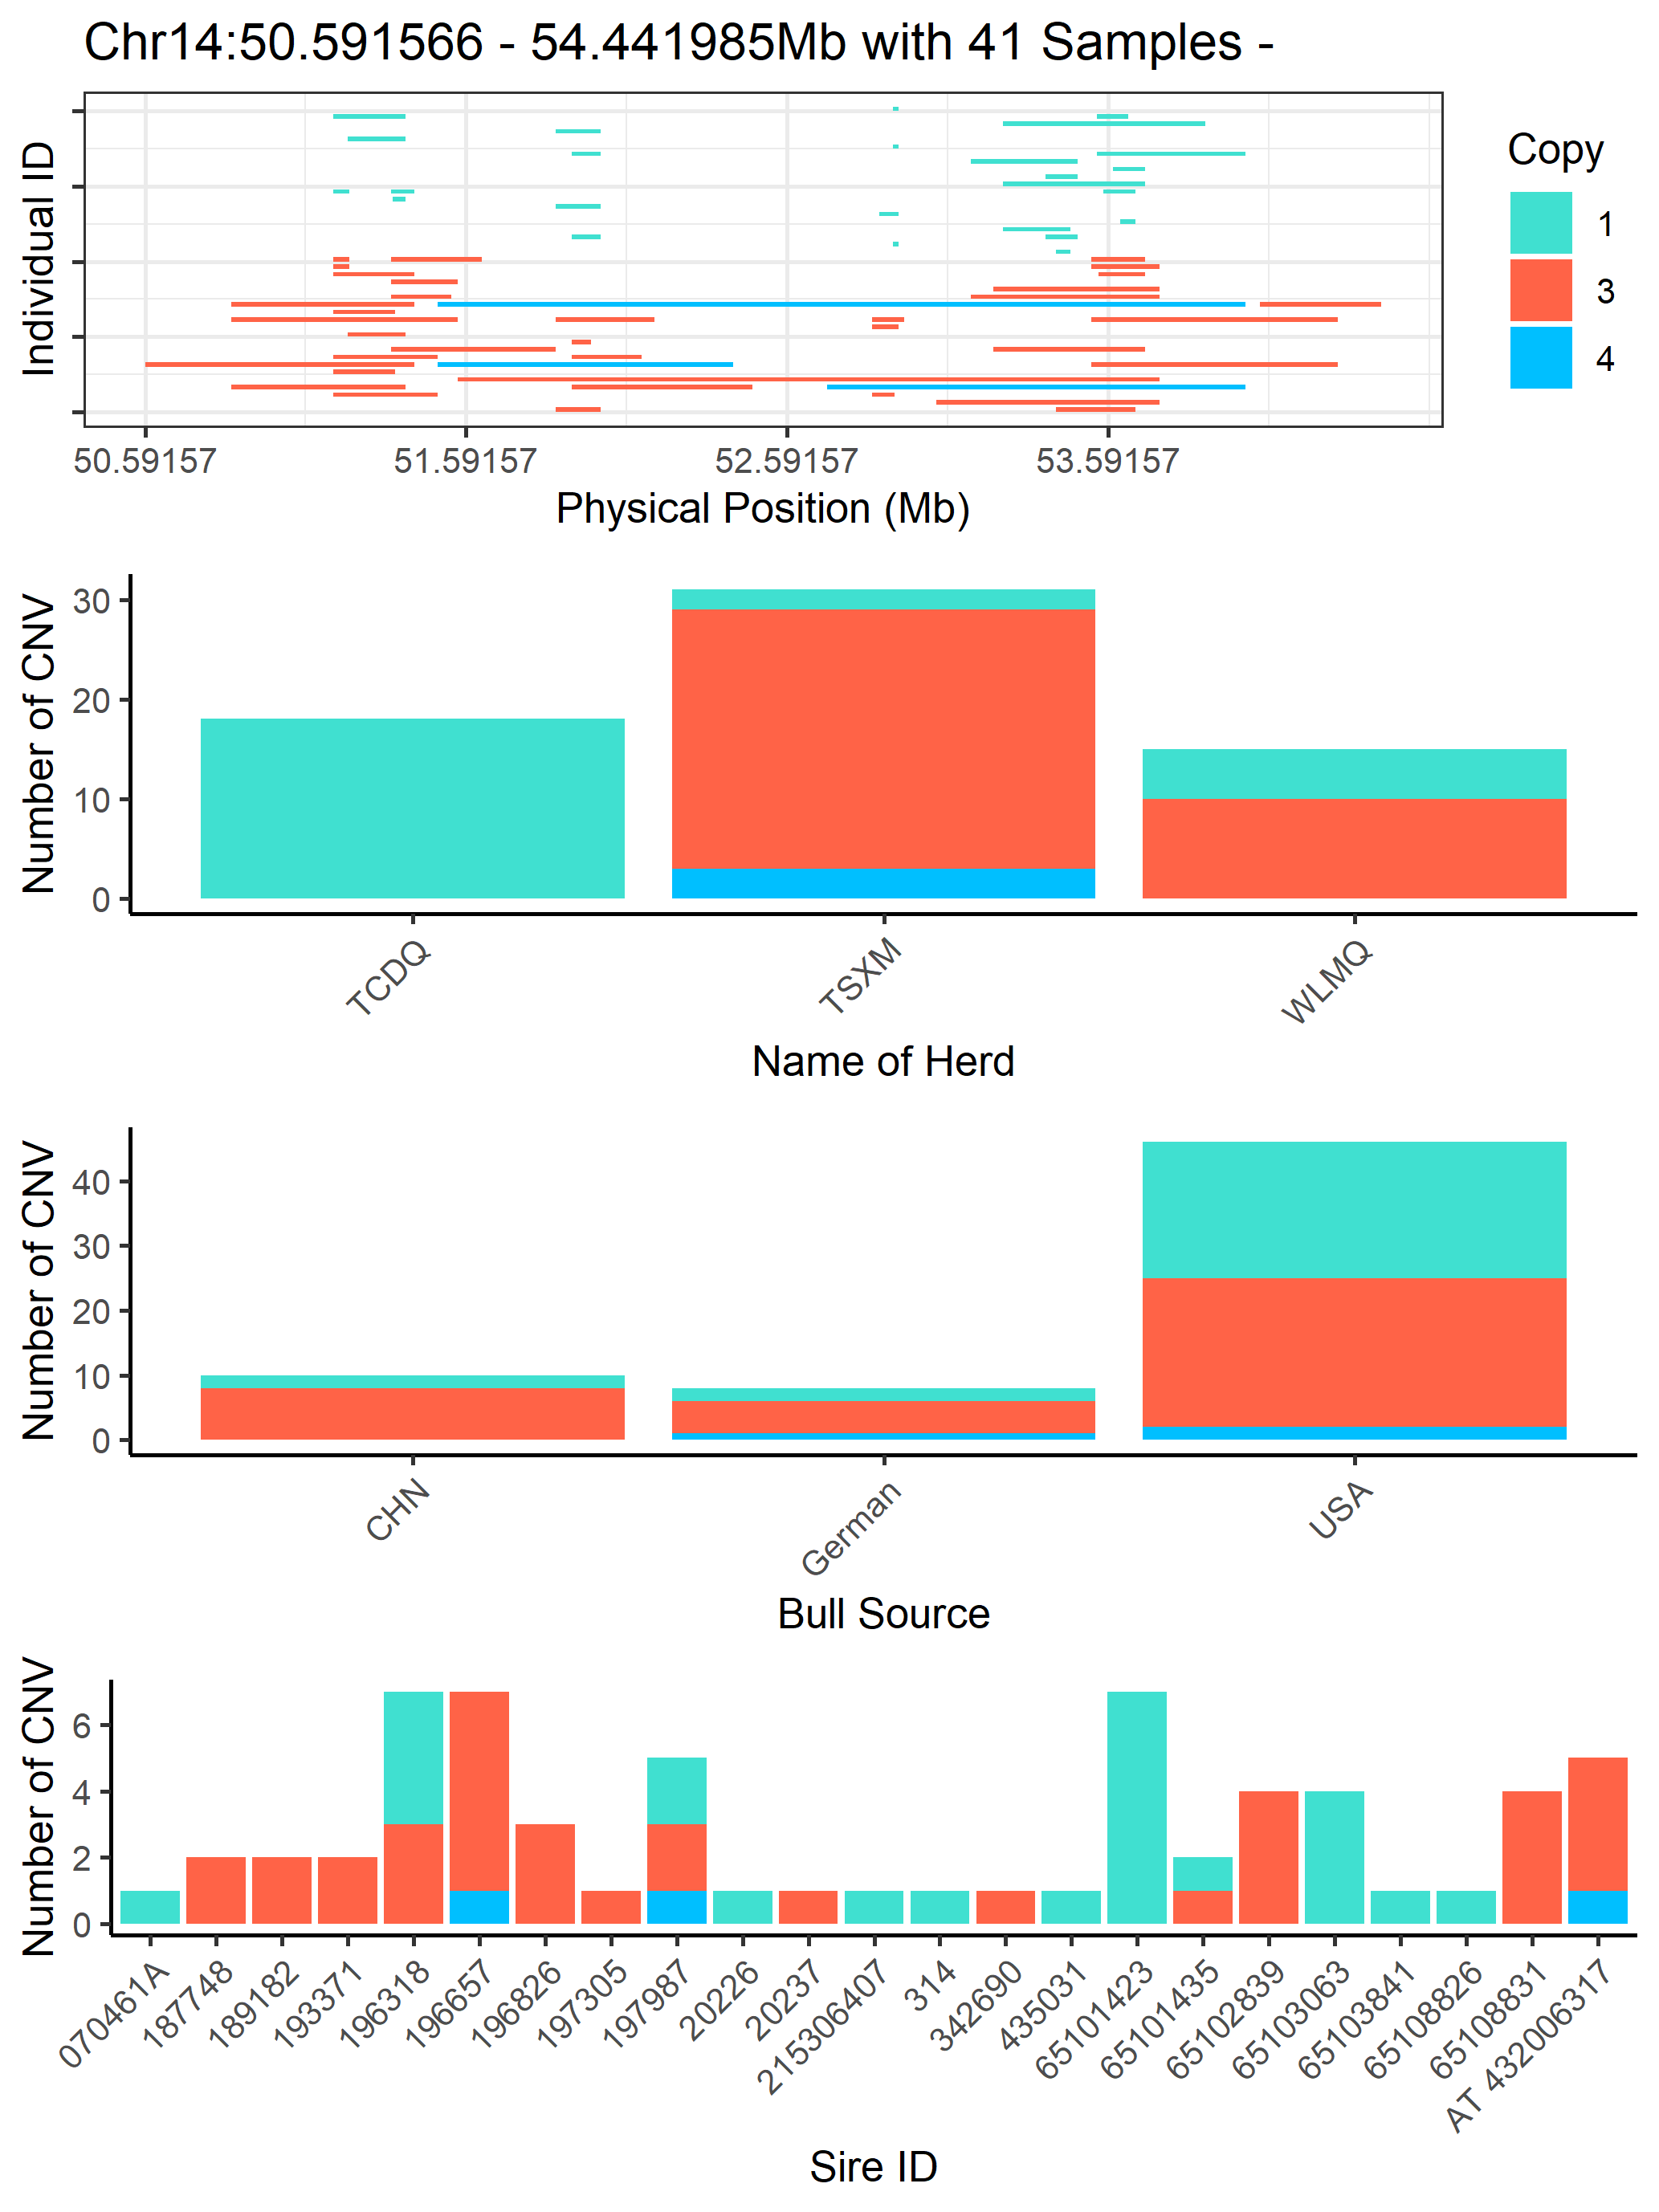 Chr14:50.591566 - 54.441985Mb with 41 Samples -
Individual ID
50.59157 51.59157 52.59157 53.59157
Physical Position (Mb)
Copy
1
3
4
Number of CNV
30
20
10
0
TCDQ TSXM WLMQ
Name of Herd
Number of CNV
40
30
20
10
0
CHN German USA
Bull Source
Number of CNV
6
4
2
0
070461A 187748 189182 193371 196318 196657 196826 197305 197987 20226 20237 215306407 314 342690 435031 65101423 65101435 65102839 65103063 65103841 65108826 65108831 AT 432006317
Sire ID